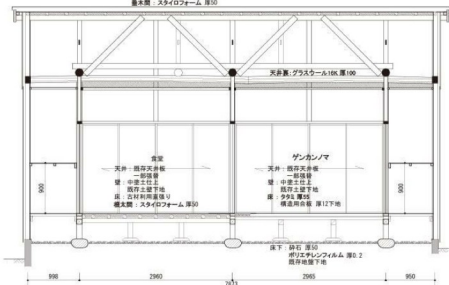 垂木間：スタイロフォーム 厚50
天井裏：グラスウール16K 厚100
食堂
天井：既存天井板
一部張替
壁：中塗土仕上
既存土壁下地
床：古材利用直張り
根太間：スタイロフォーム 厚50
ゲンカンノマ
天井：既存天井板
一部張替
壁：中塗土仕上
既存土壁下地
床：タタミ 厚55
構造用合板 厚12下地
900
900
床下：砕石 厚50
ポリエチレンフィルム 厚0.2
既存地盤下地
998
2960
2965
950
7873